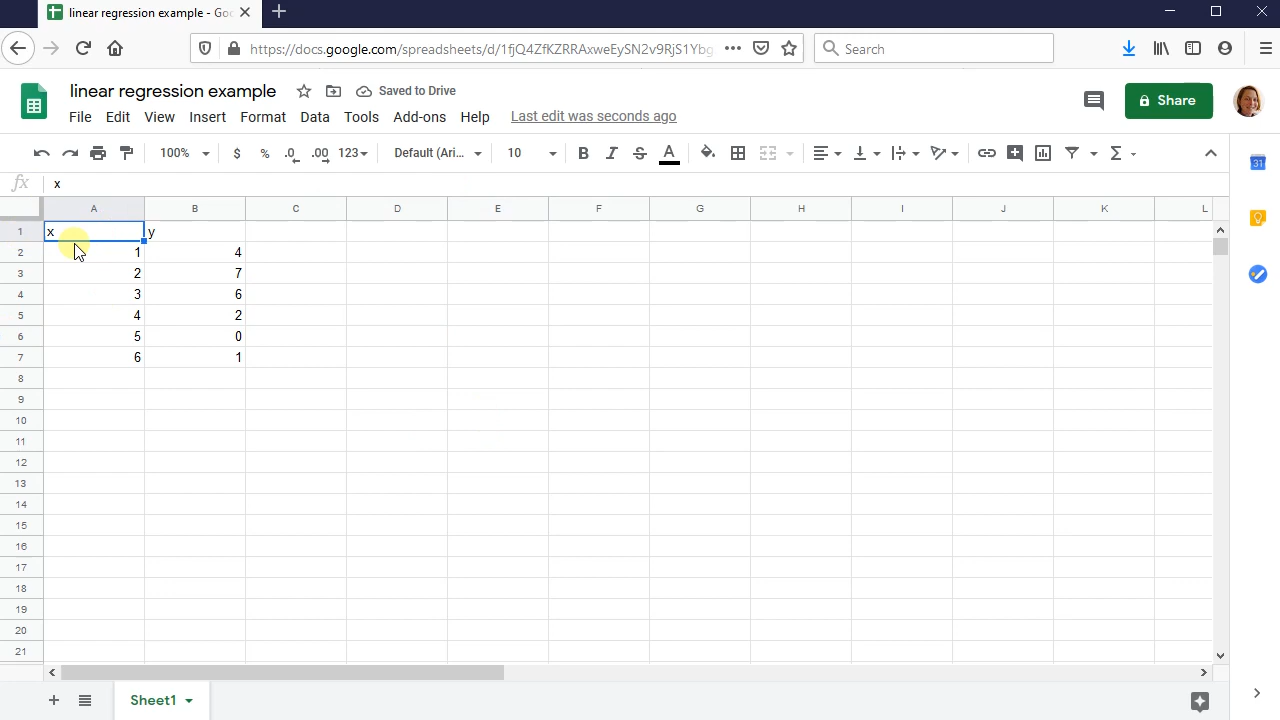 linear regression example - Goo
https://docs.google.com/spreadsheets/d/1fjQ4ZfKZRRAxweEySN2v9RjS1Ybg
Search
linear regression example
Saved to Drive
File Edit View Insert Format Data Tools Add-ons Help Last edit was seconds ago
Share
100% $ % .0 .00 123 Default (Ari... 10 B I S A Σ
fx x
A B C D E F G H I J K L
1 x y
2 1 4
3 2 7
4 3 6
5 4 2
6 5 0
7 6 1
8
9
10
11
12
13
14
15
16
17
18
19
20
21
Sheet1
31